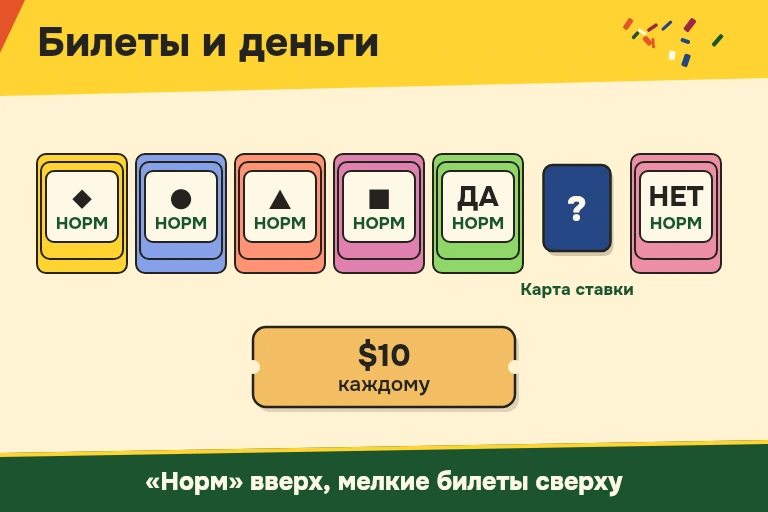 Билеты и деньги
НОРМ
НОРМ
НОРМ
НОРМ
ДА
НОРМ
?
НЕТ
НОРМ
Карта ставки
$10
каждому
«Норм» вверх, мелкие билеты сверху